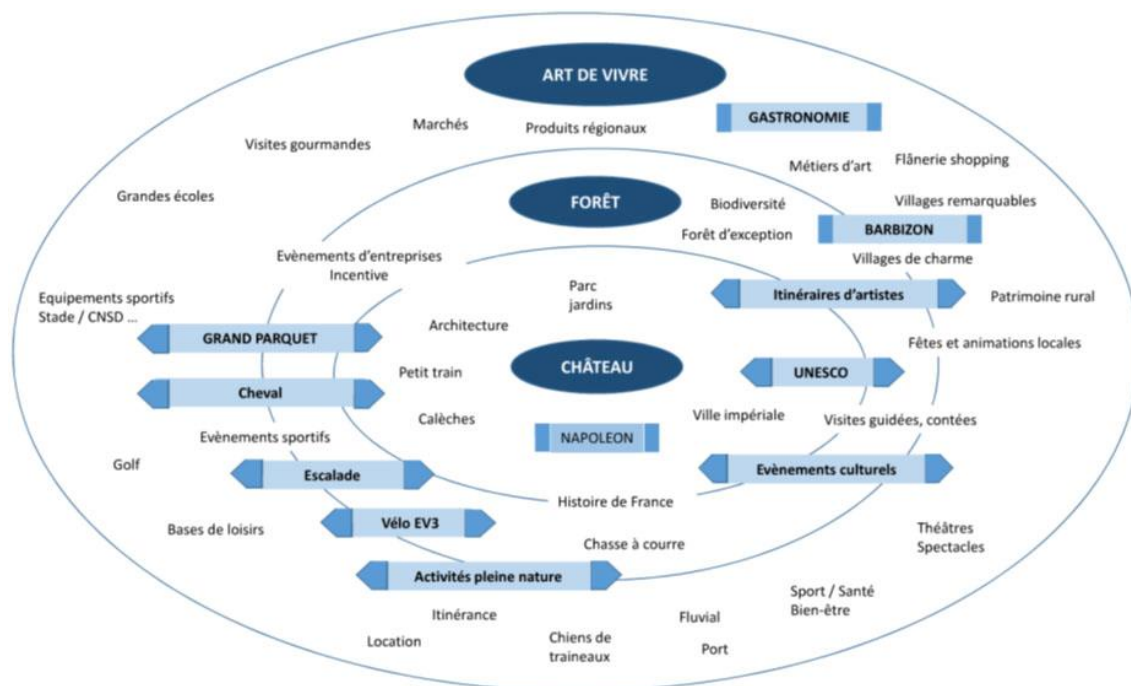 ART DE VIVRE
GASTRONOMIE
Marchés
Produits régionaux
Visites gourmandes
Métiers d'art
Flânerie shopping
Grandes écoles
FORÊT
Biodiversité
Villages remarquables
Forêt d'exception
BARBIZON
Evènements d'entreprises
Incentive
Villages de charme
Parc
jardins
Itinéraires d'artistes
Patrimoine rural
Equipements sportifs
Stade / CNSD ...
GRAND PARQUET
Architecture
Fêtes et animations locales
CHÂTEAU
Petit train
UNESCO
Cheval
Calèches
Ville impériale
Visites guidées, contées
NAPOLEON
Evènements sportifs
Golf
Escalade
Evènements culturels
Histoire de France
Vélo EV3
Bases de loisirs
Chasse à courre
Théâtres
Spectacles
Activités pleine nature
Sport / Santé
Bien-être
Itinérance
Fluvial
Location
Chiens de
traineaux
Port